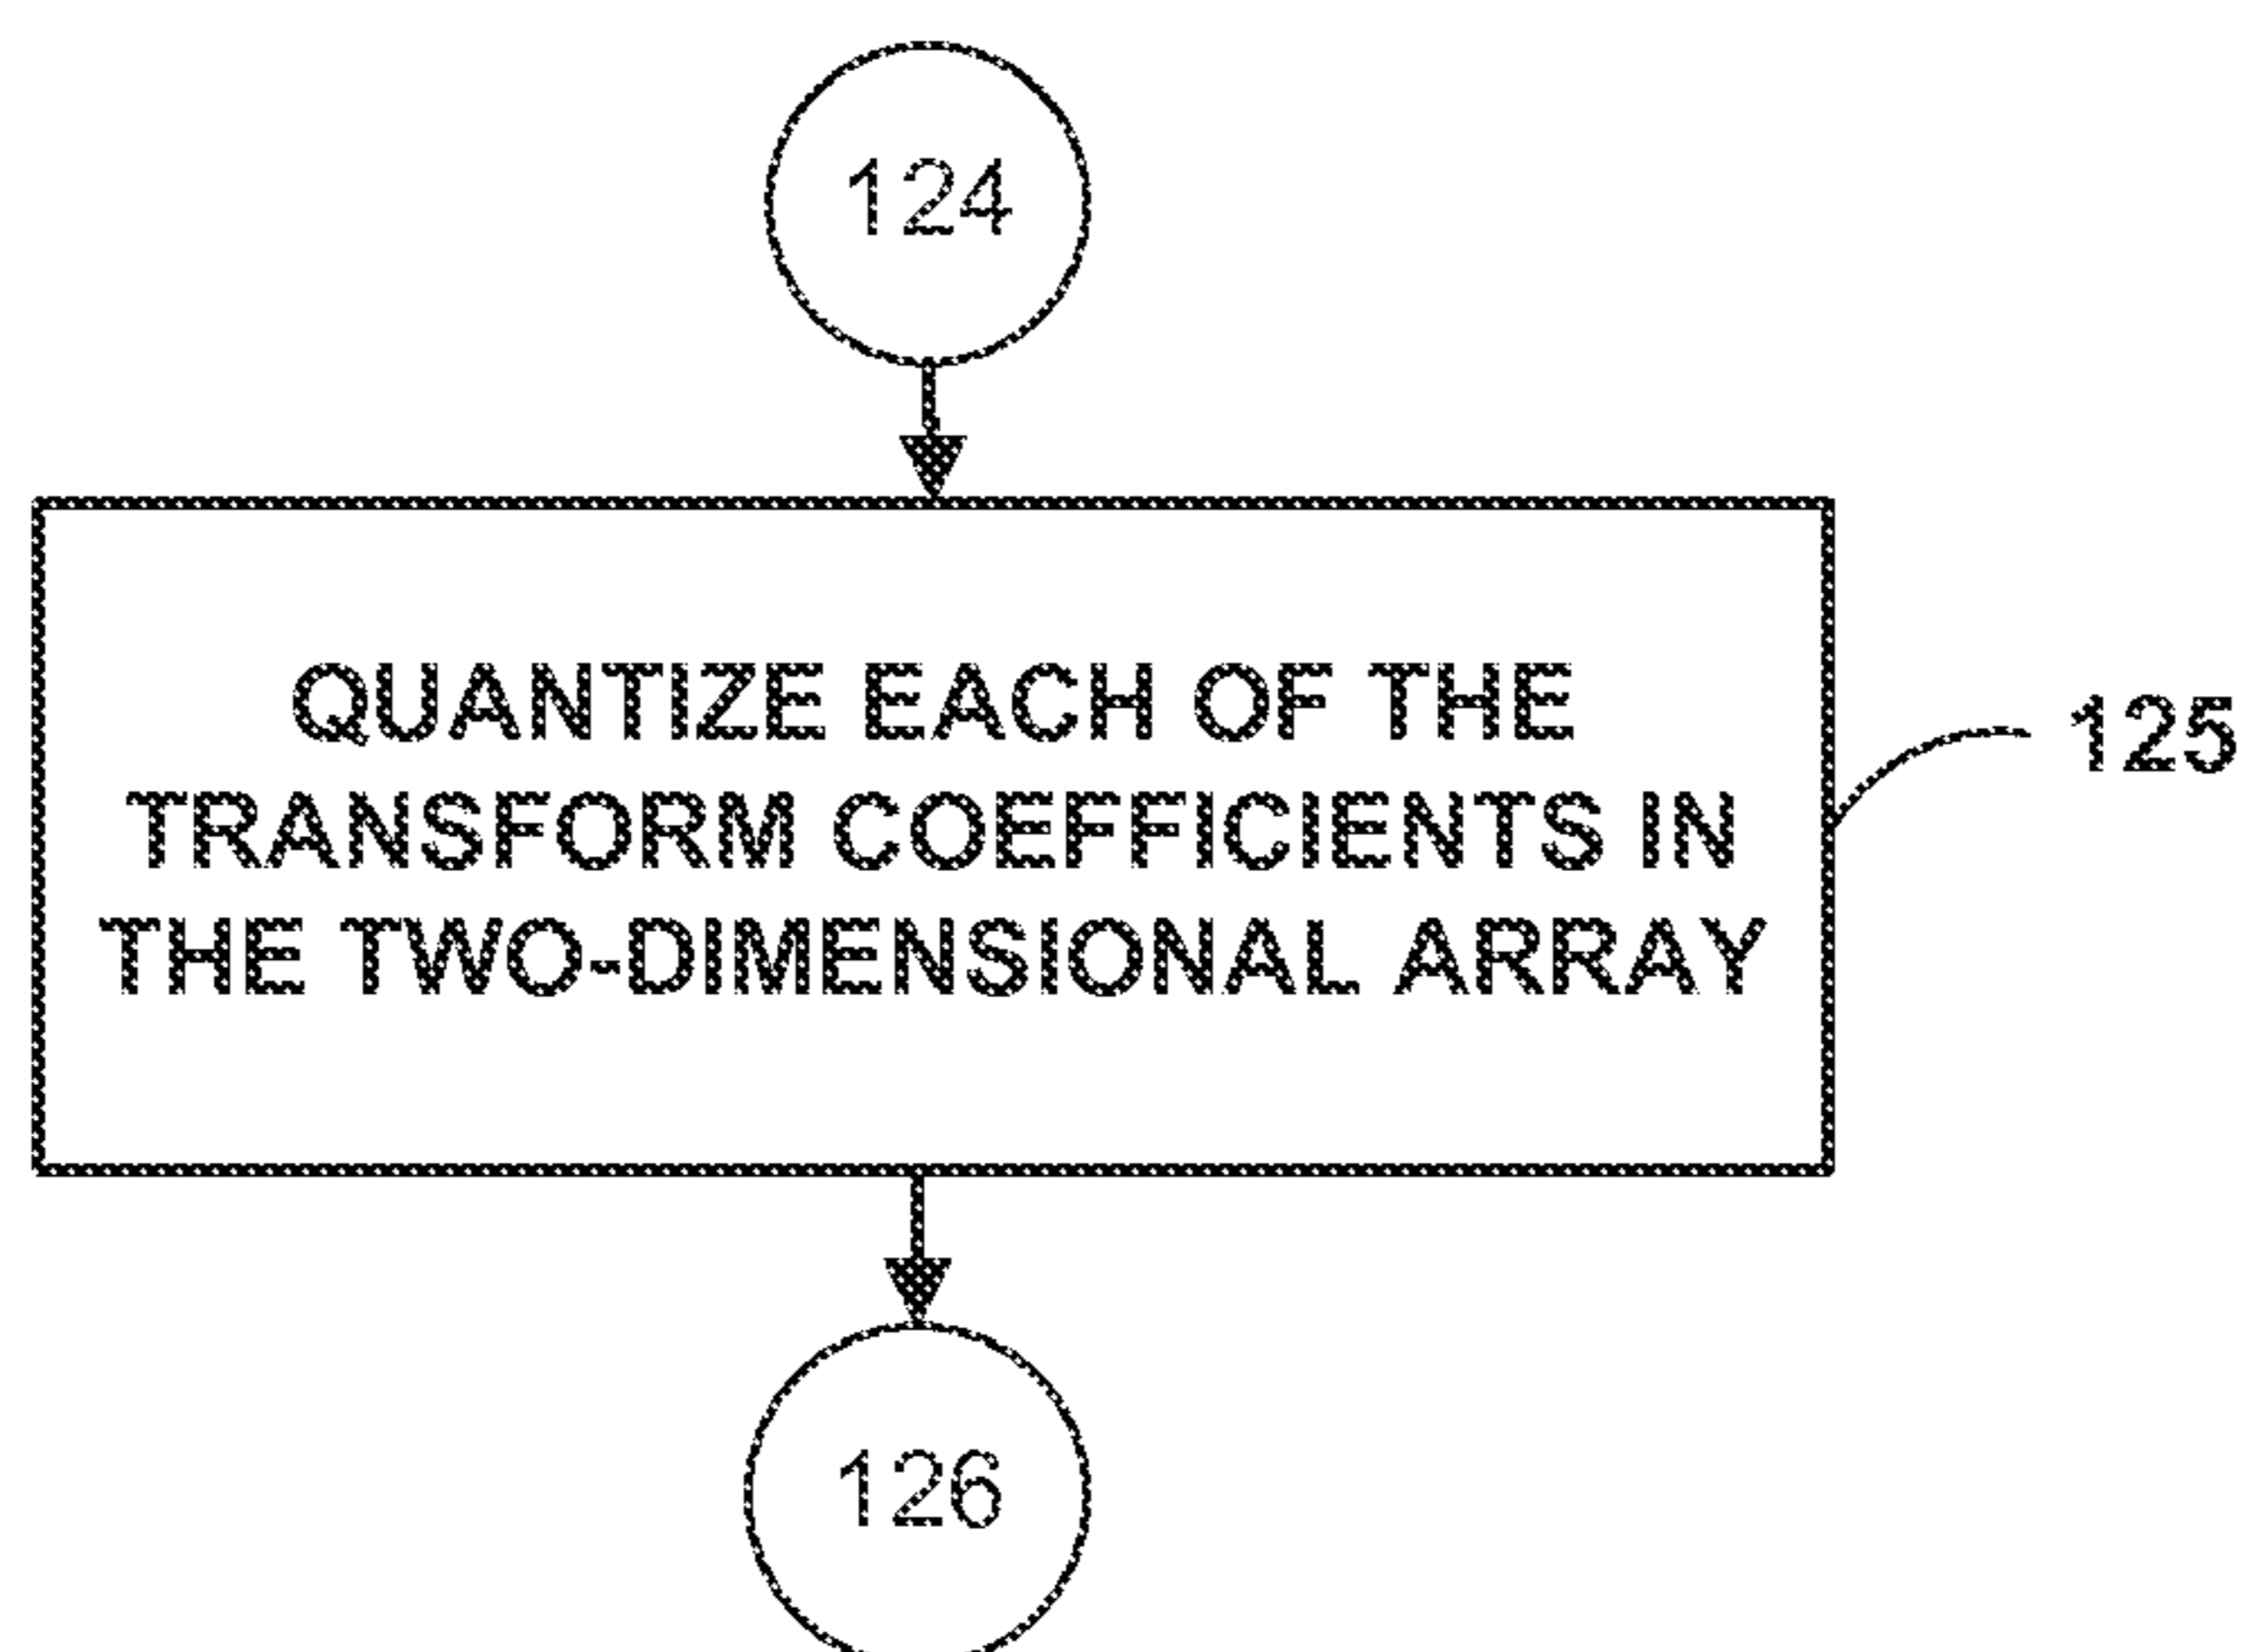 124
QUANTIZE EACH OF THE
TRANSFORM COEFFICIENTS IN
THE TWO-DIMENSIONAL ARRAY
125
126